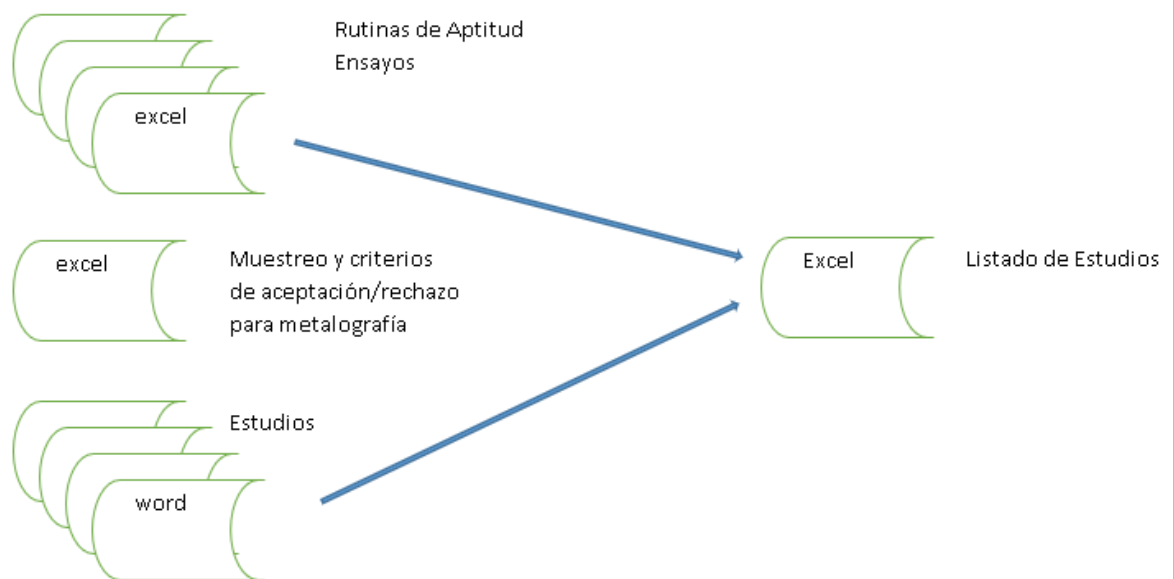 Rutinas de Aptitud
Ensayos
excel
excel
Muestreo y criterios
de aceptación/rechazo
para metalografía
Excel
Listado de Estudios
Estudios
word